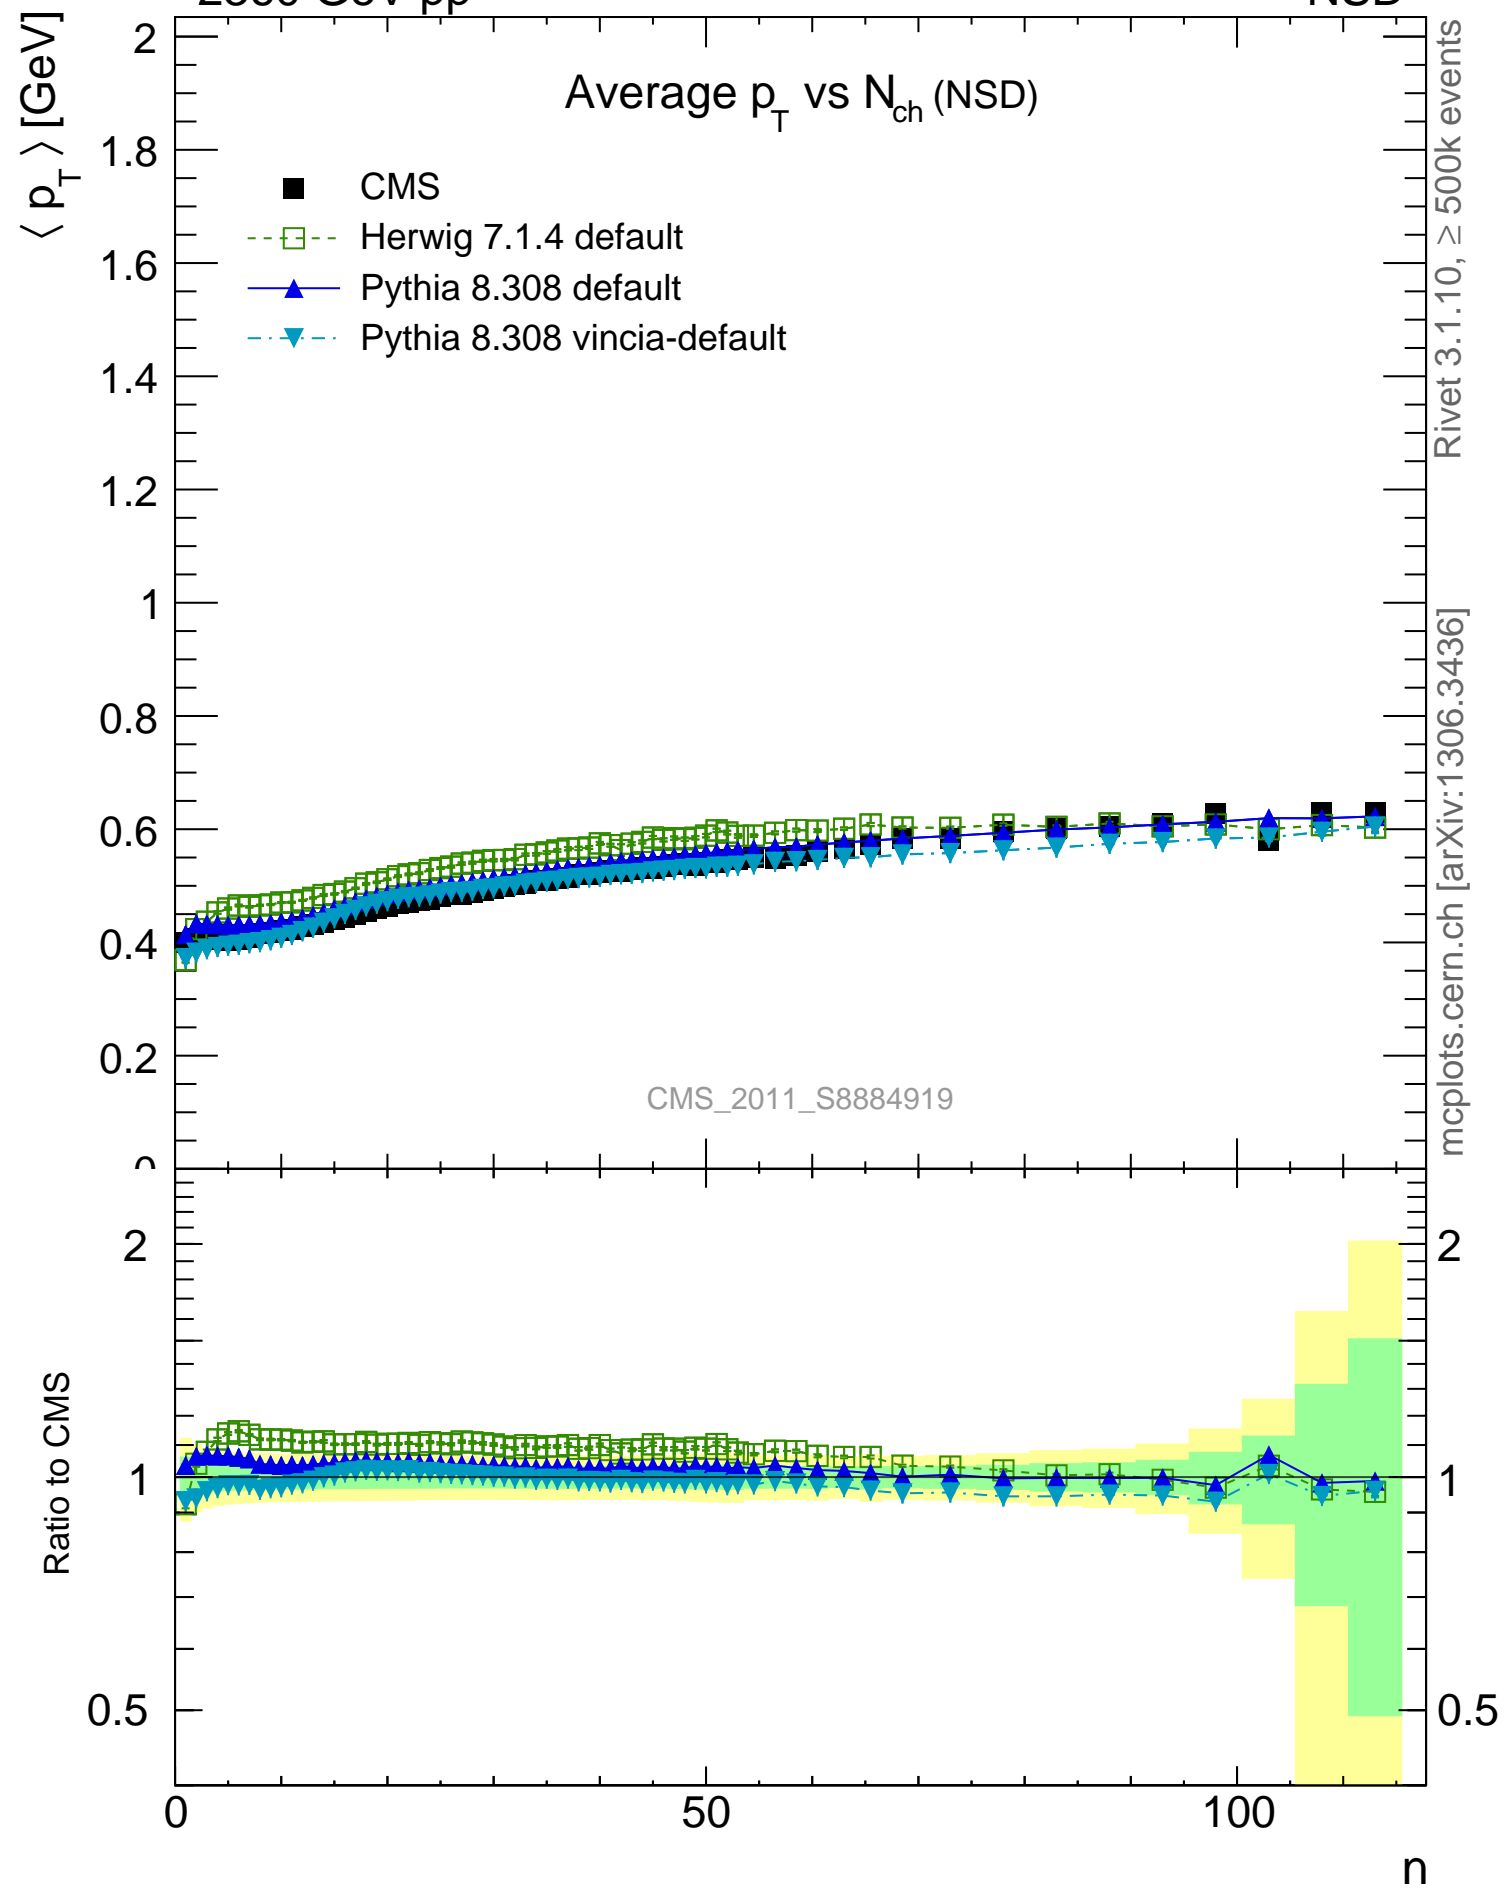 NSD
⟨ p_T ⟩ [GeV]
Average p_T vs N_ch (NSD)
CMS
Herwig 7.1.4 default
Pythia 8.308 default
Pythia 8.308 vincia-default
2
1.8
1.6
1.4
1.2
1
0.8
0.6
0.4
0.2
0
CMS_2011_S8884919
Rivet 3.1.10, ≥ 500k events
mcplots.cern.ch [arXiv:1306.3436]
Ratio to CMS
2
1
0.5
2
1
0.5
0
50
100
n